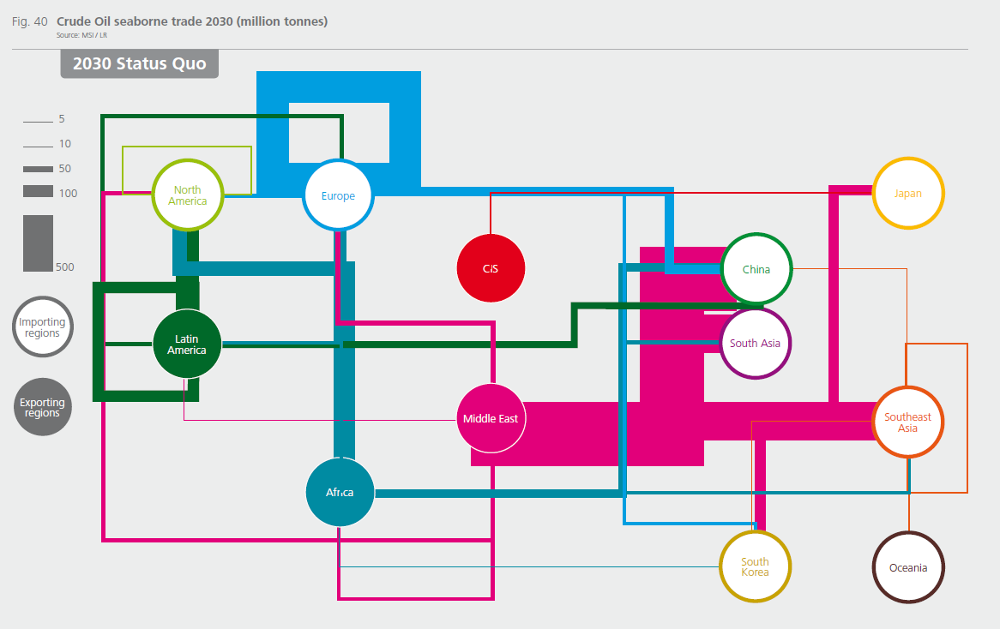 Fig. 40 Crude Oil seaborne trade 2030 (million tonnes)
Source: MSI / LR
2030 Status Quo
5
10
50
100
500
Importing
regions
Exporting
regions
North
America
Europe
Japan
CIS
China
Latin
America
South Asia
Middle East
Southeast
Asia
Africa
South
Korea
Oceania